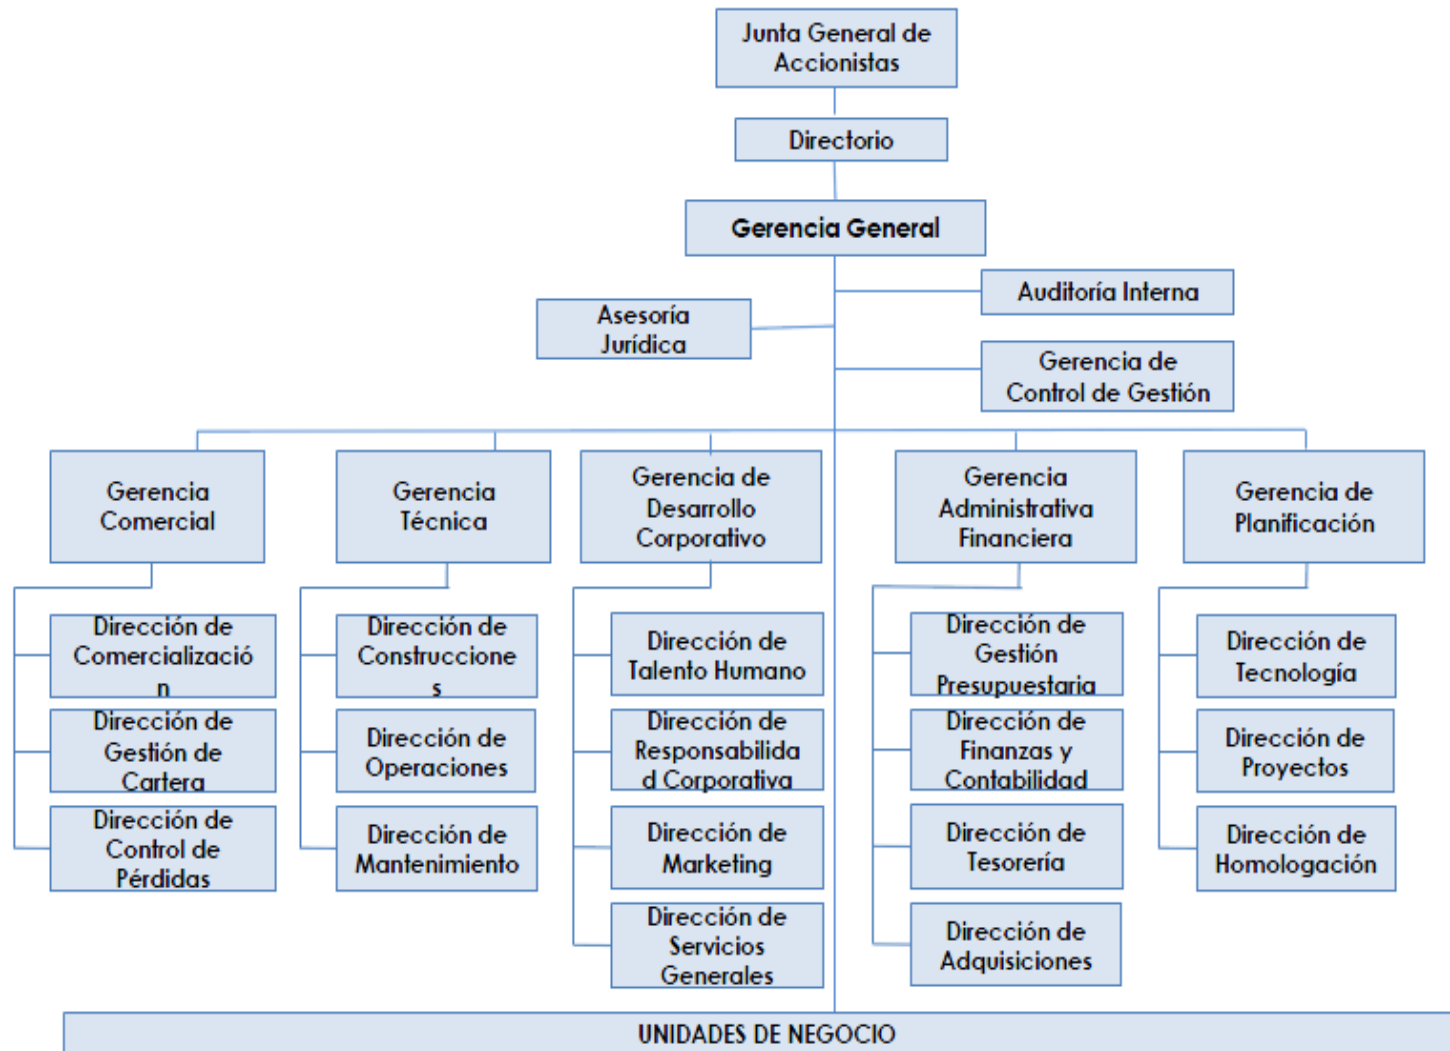 Junta General de
Accionistas
Directorio
Gerencia General
Auditoría Interna
Asesoría
Jurídica
Gerencia de
Control de Gestión
Gerencia
Comercial
Gerencia
Técnica
Gerencia de
Desarrollo
Corporativo
Gerencia
Administrativa
Financiera
Gerencia de
Planificación
Dirección de
Comercializació
n
Dirección de
Construccione
s
Dirección de
Talento Humano
Dirección de
Gestión
Presupuestaria
Dirección de
Tecnología
Dirección de
Gestión de
Cartera
Dirección de
Operaciones
Dirección de
Responsabilida
d Corporativa
Dirección de
Finanzas y
Contabilidad
Dirección de
Proyectos
Dirección de
Control de
Pérdidas
Dirección de
Mantenimiento
Dirección de
Marketing
Dirección de
Tesorería
Dirección de
Homologación
Dirección de
Servicios
Generales
Dirección de
Adquisiciones
UNIDADES DE NEGOCIO